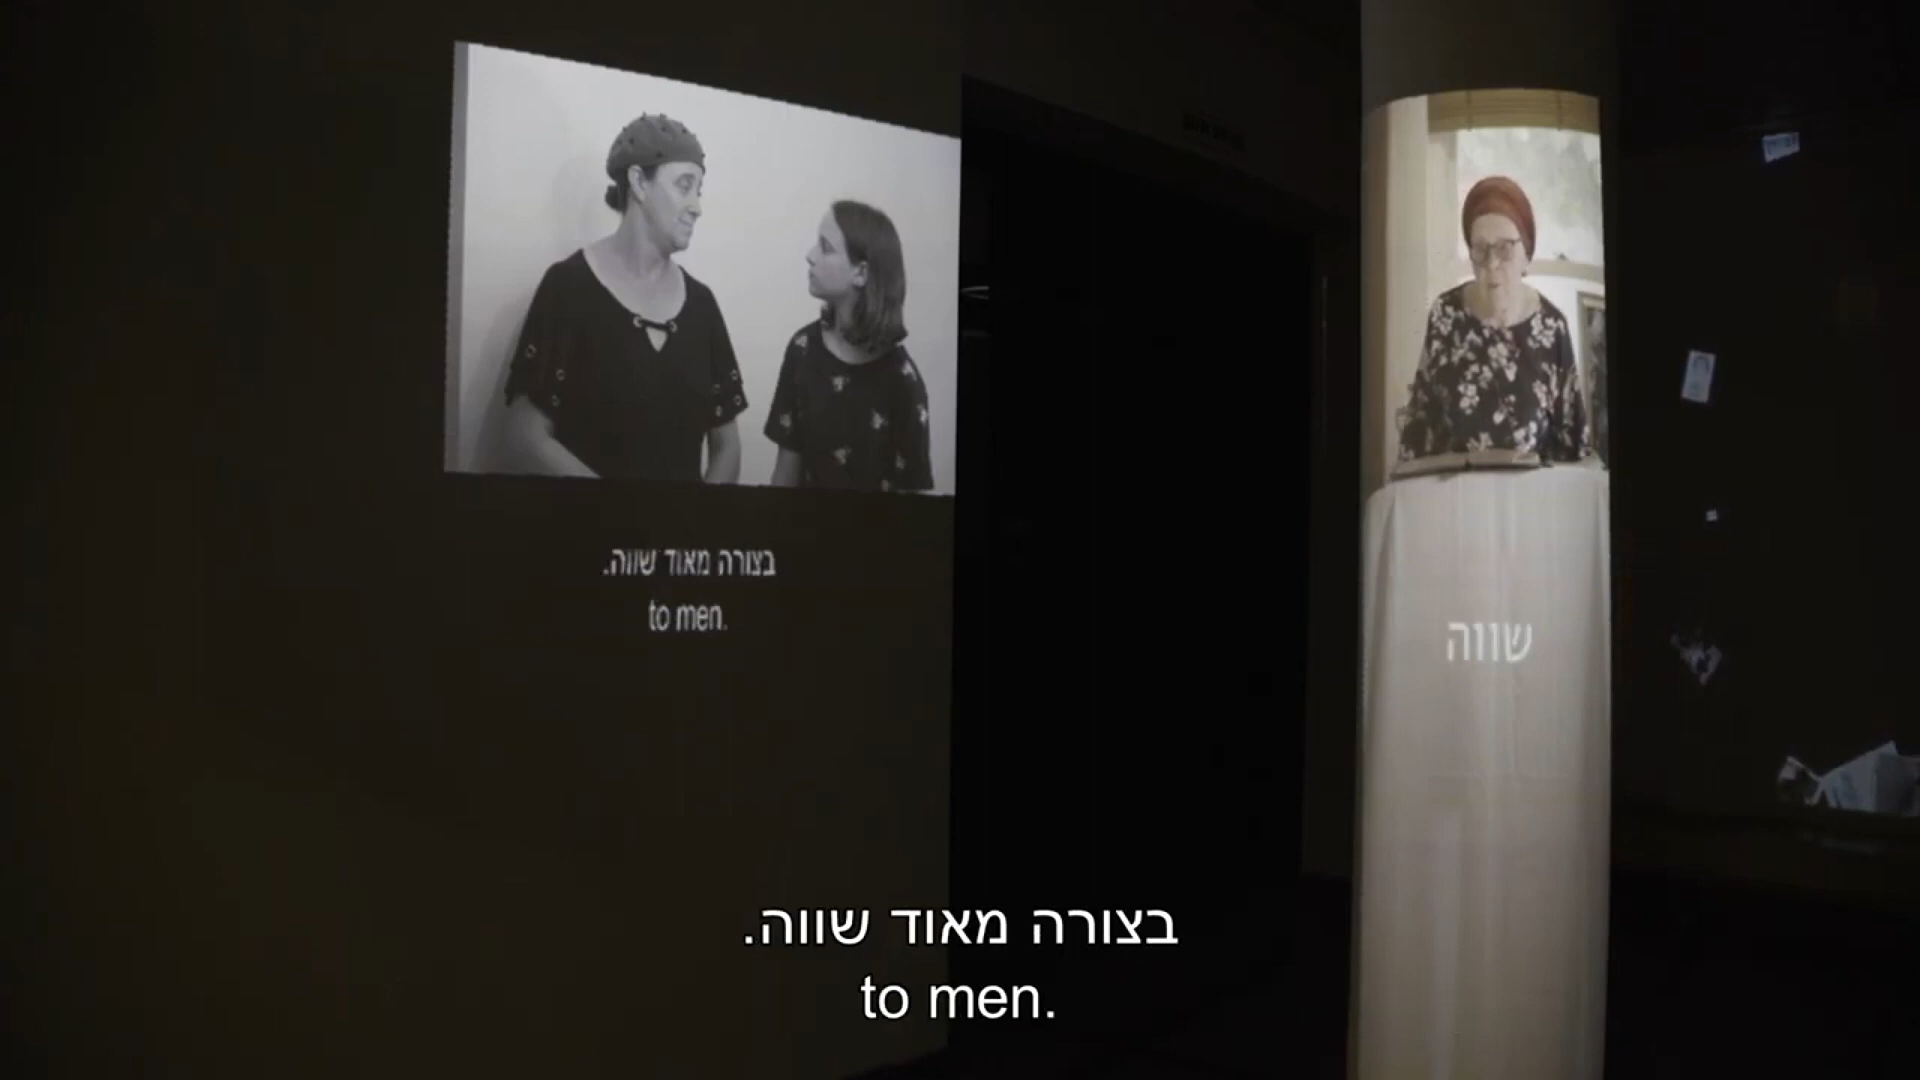 בצורה מאוד שווה.
to men.
שווה
בצורה מאוד שווה.
to men.